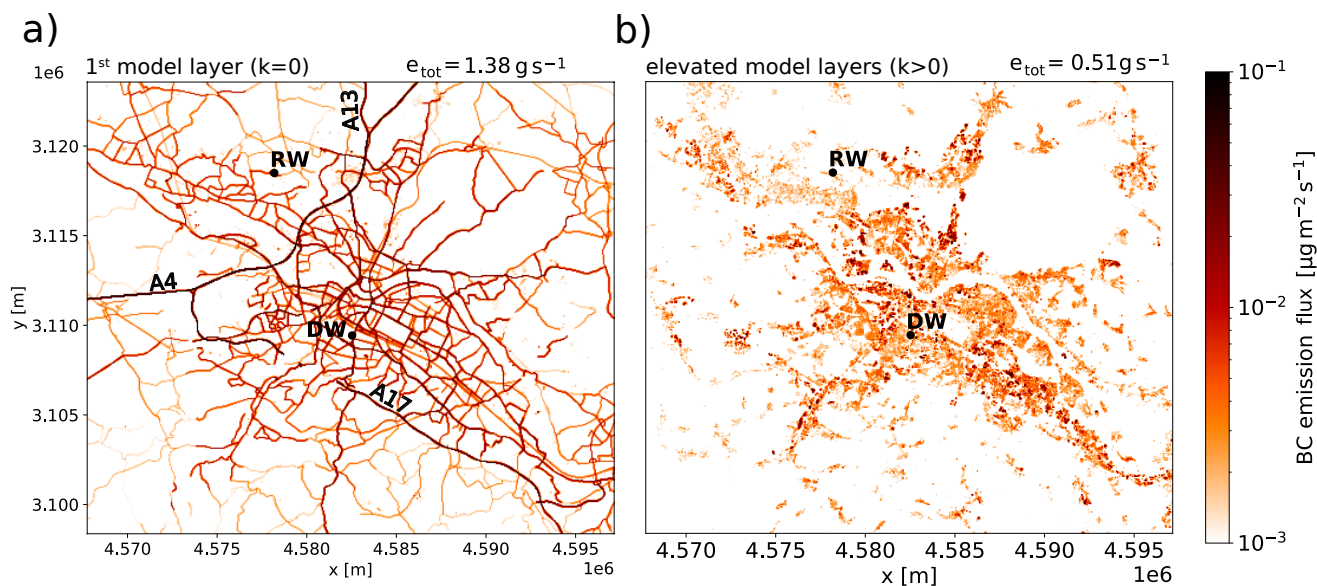 a)
1st model layer (k=0)
e_tot = 1.38 g s⁻¹
1e6
A13
RW
A4
DW
A17
3.120
3.115
3.110
3.105
3.100
y [m]
4.570 4.575 4.580 4.585 4.590 4.595
x [m]
1e6
b)
elevated model layers (k>0)
e_tot = 0.51g s⁻¹
RW
DW
4.570 4.575 4.580 4.585 4.590 4.595
x [m]
1e6
10⁻¹
10⁻²
10⁻³
BC emission flux [µg m⁻² s⁻¹]